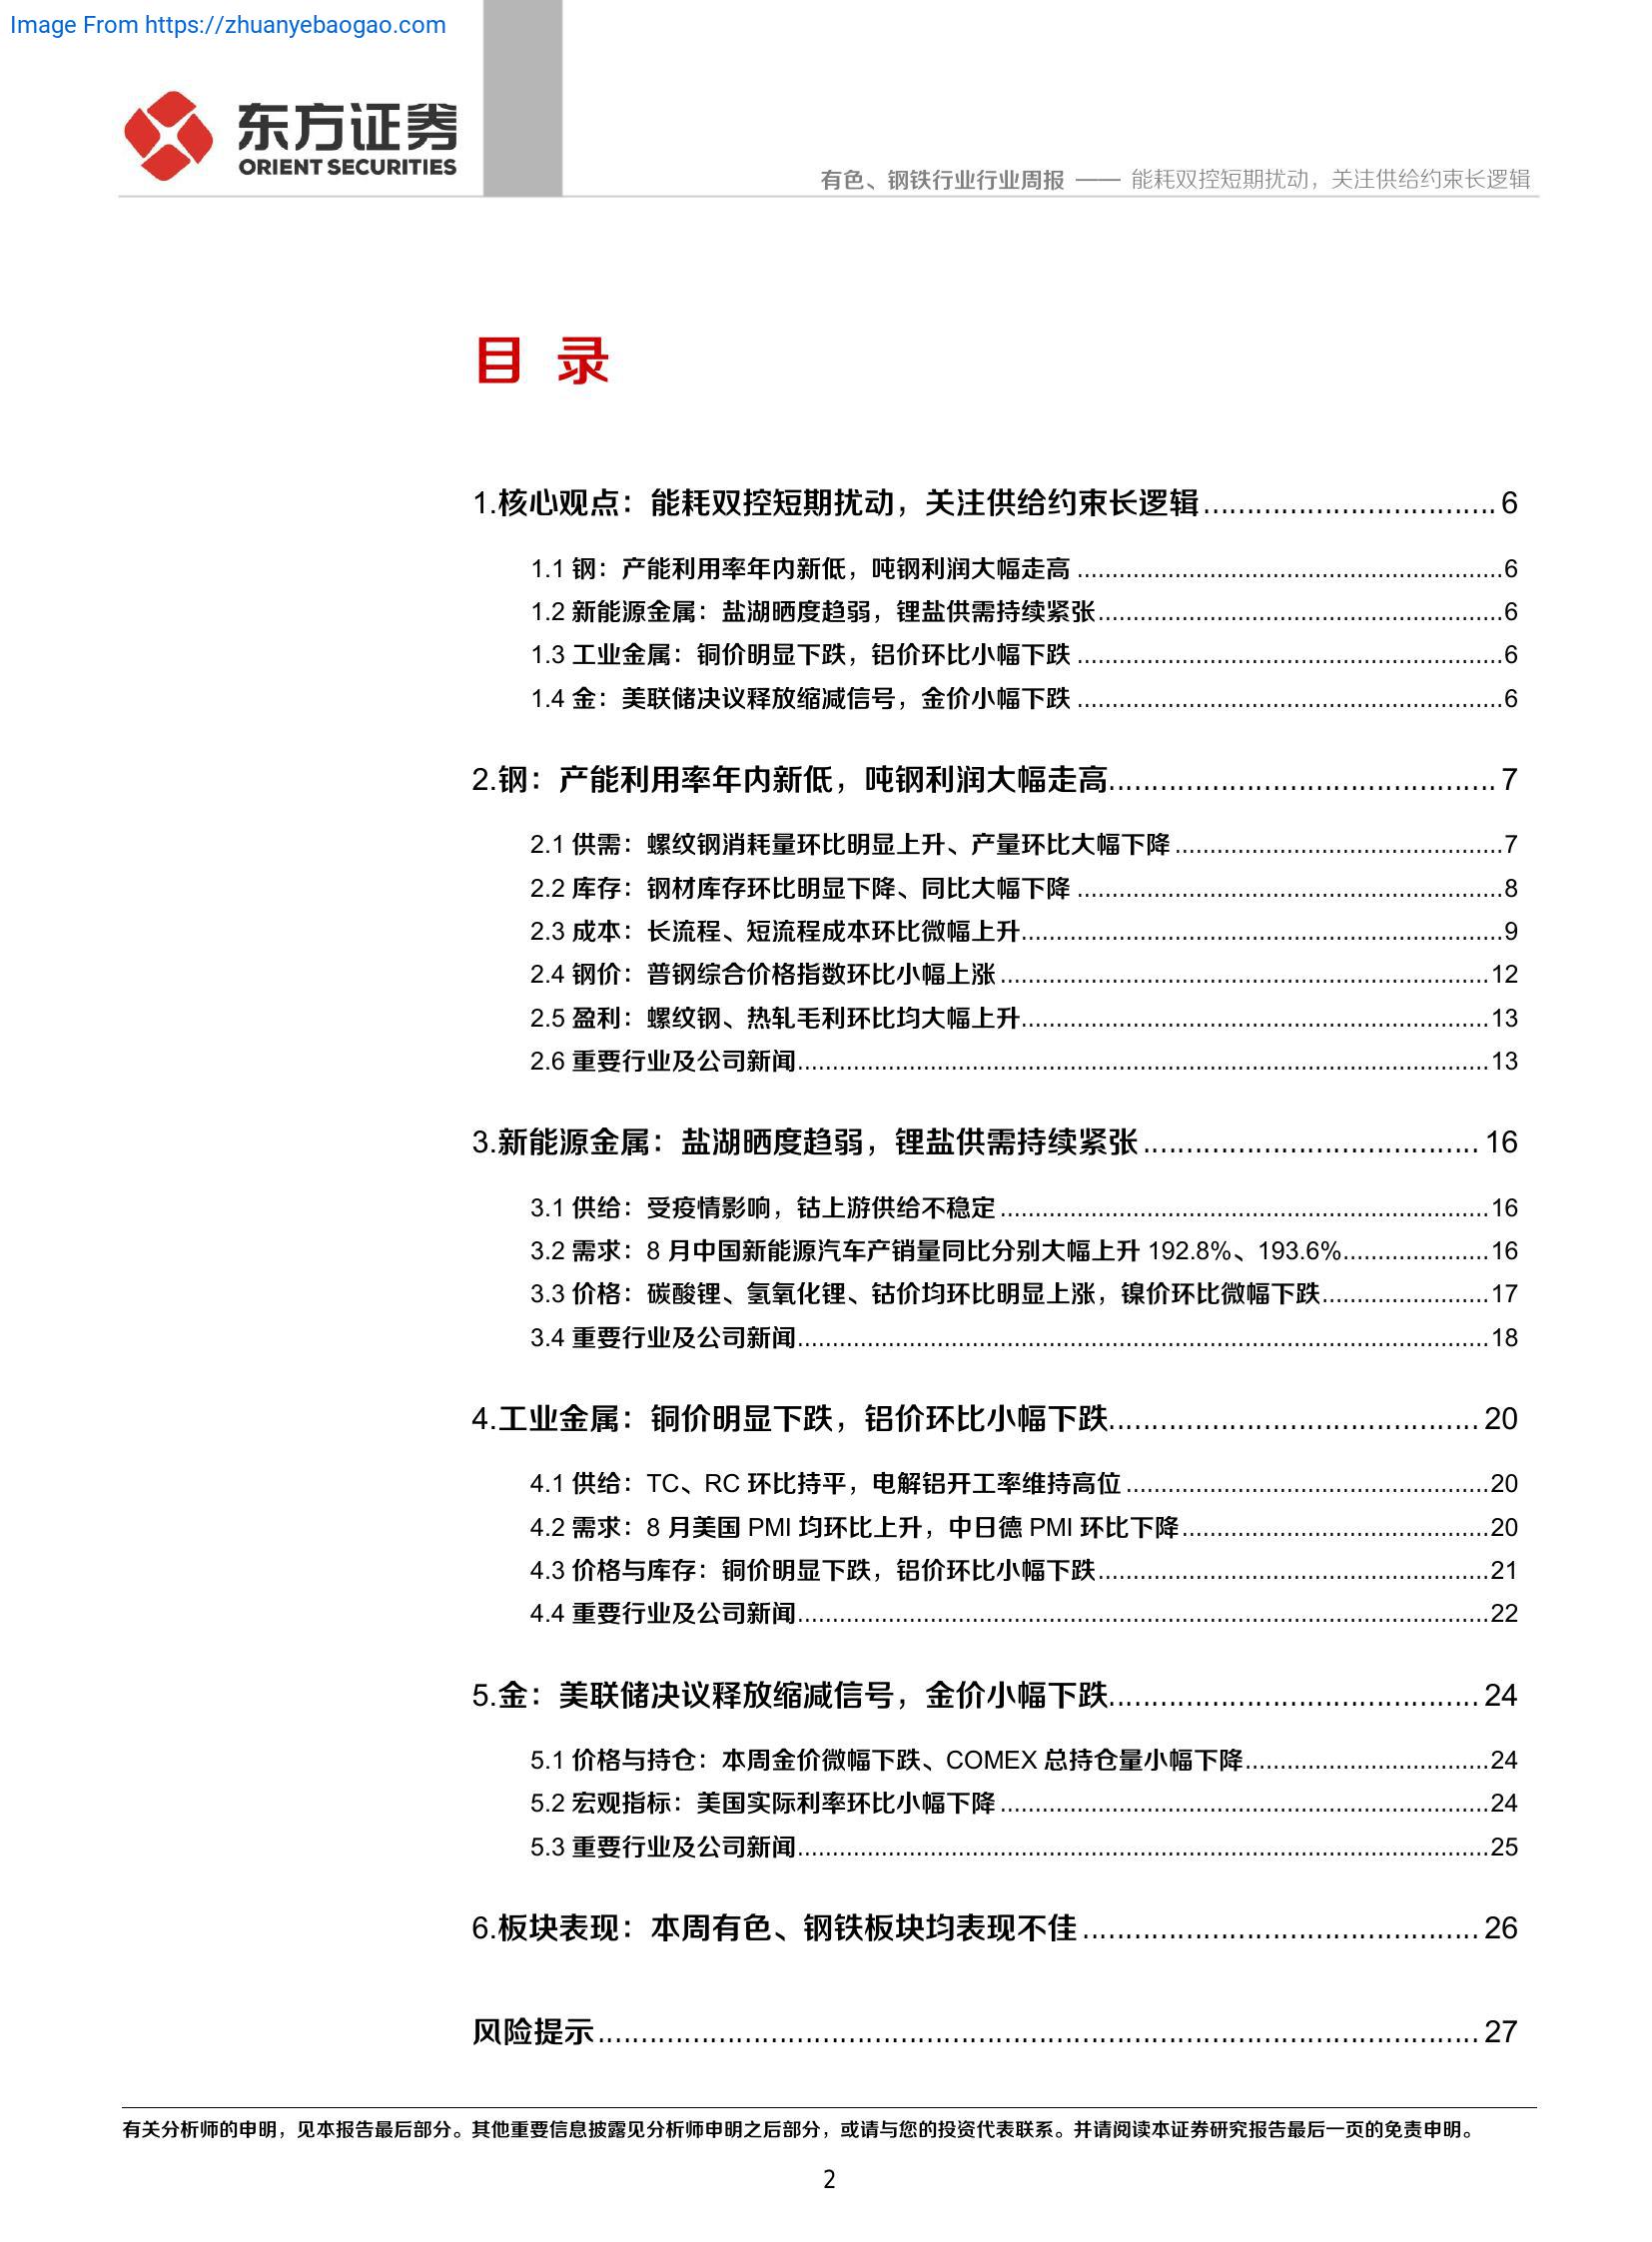 Image From https://zhuanyebaogao.com
东方证券
ORIENT SECURITIES
有色、钢铁行业行业周报 —— 能耗双控短期扰动，关注供给约束长逻辑
目 录
1.核心观点：能耗双控短期扰动，关注供给约束长逻辑.................................. 6
1.1 钢：产能利用率年内新低，吨钢利润大幅走高 .............................................................6
1.2 新能源金属：盐湖晒度趋弱，锂盐供需持续紧张..........................................................6
1.3 工业金属：铜价明显下跌，铝价环比小幅下跌 .............................................................6
1.4 金：美联储决议释放缩减信号，金价小幅下跌 .............................................................6
2.钢：产能利用率年内新低，吨钢利润大幅走高............................................. 7
2.1 供需：螺纹钢消耗量环比明显上升、产量环比大幅下降 ...............................................7
2.2 库存：钢材库存环比明显下降、同比大幅下降 .............................................................8
2.3 成本：长流程、短流程成本环比微幅上升.....................................................................9
2.4 钢价：普钢综合价格指数环比小幅上涨 ......................................................................12
2.5 盈利：螺纹钢、热轧毛利环比均大幅上升...................................................................13
2.6 重要行业及公司新闻...................................................................................................13
3.新能源金属：盐湖晒度趋弱，锂盐供需持续紧张....................................... 16
3.1 供给：受疫情影响，钴上游供给不稳定 ......................................................................16
3.2 需求：8 月中国新能源汽车产销量同比分别大幅上升 192.8%、193.6%.....................16
3.3 价格：碳酸锂、氢氧化锂、钴价均环比明显上涨，镍价环比微幅下跌........................17
3.4 重要行业及公司新闻...................................................................................................18
4.工业金属：铜价明显下跌，铝价环比小幅下跌........................................... 20
4.1 供给：TC、RC 环比持平，电解铝开工率维持高位 ....................................................20
4.2 需求：8 月美国 PMI 均环比上升，中日德 PMI 环比下降............................................20
4.3 价格与库存：铜价明显下跌，铝价环比小幅下跌........................................................21
4.4 重要行业及公司新闻...................................................................................................22
5.金：美联储决议释放缩减信号，金价小幅下跌........................................... 24
5.1 价格与持仓：本周金价微幅下跌、COMEX 总持仓量小幅下降...................................24
5.2 宏观指标：美国实际利率环比小幅下降 ......................................................................24
5.3 重要行业及公司新闻...................................................................................................25
6.板块表现：本周有色、钢铁板块均表现不佳 .............................................. 26
风险提示...................................................................................................... 27
有关分析师的申明，见本报告最后部分。其他重要信息披露见分析师申明之后部分，或请与您的投资代表联系。并请阅读本证券研究报告最后一页的免责申明。
2